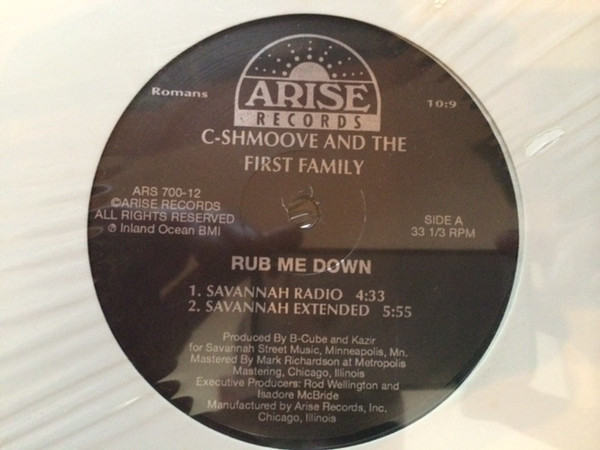 Romans
ARISE
RECORDS
10:9
C-SHMOOVE AND THE
FIRST FAMILY
ARS 700-12
©ARISE RECORDS
ALL RIGHTS RESERVED
℗ Inland Ocean BMI
SIDE A
33 1/3 RPM
RUB ME DOWN
1. SAVANNAH RADIO 4:33
2. SAVANNAH EXTENDED 5:55
Produced By B-Cube and Kazir
for Savannah Street Music, Minneapolis, Mn.
Mastered By Mark Richardson at Metropolis
Mastering, Chicago, Illinois
Executive Producers: Rod Wellington and
Isadore McBride
Manufactured by Arise Records, Inc.
Chicago, Illinois